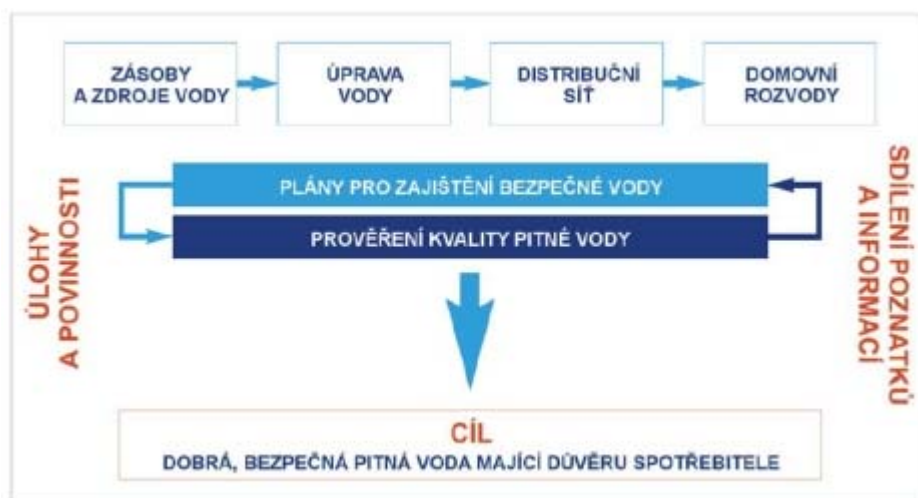 ZÁSOBY
A ZDROJE VODY
ÚPRAVA
VODY
DISTRIBUČNÍ
SÍŤ
DOMOVNÍ
ROZVODY
ÚLOHY
A POVINNOSTI
PLÁNY PRO ZAJIŠTĚNÍ BEZPEČNÉ VODY
PROVĚŘENÍ KVALITY PITNÉ VODY
SDÍLENÍ POZNATKŮ
A INFORMACÍ
CÍL
DOBRÁ, BEZPEČNÁ PITNÁ VODA MAJÍCÍ DŮVĚRU SPOTŘEBITELE